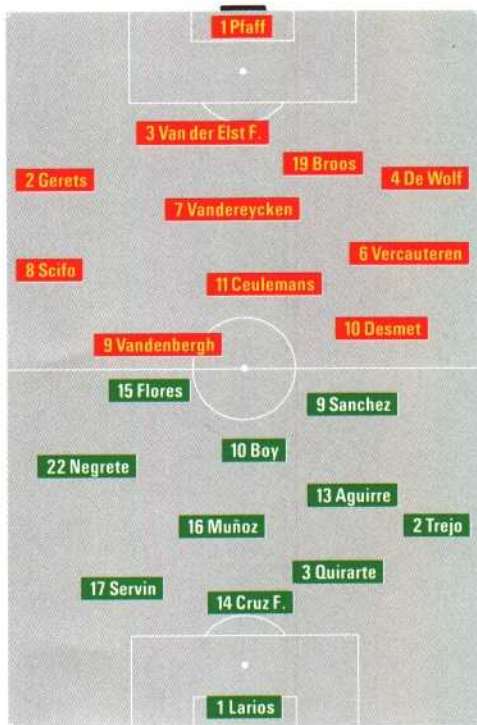 1 Pfaff
3 Van der Elst F.
19 Broos
2 Gerets
4 De Wolf
7 Vandereycken
6 Vercauteren
8 Scifo
11 Ceulemans
10 Desmet
9 Vandenbergh
15 Flores
9 Sanchez
10 Boy
22 Negrete
13 Aguirre
16 Muñoz
2 Trejo
3 Quirarte
17 Servin
14 Cruz F.
1 Larios